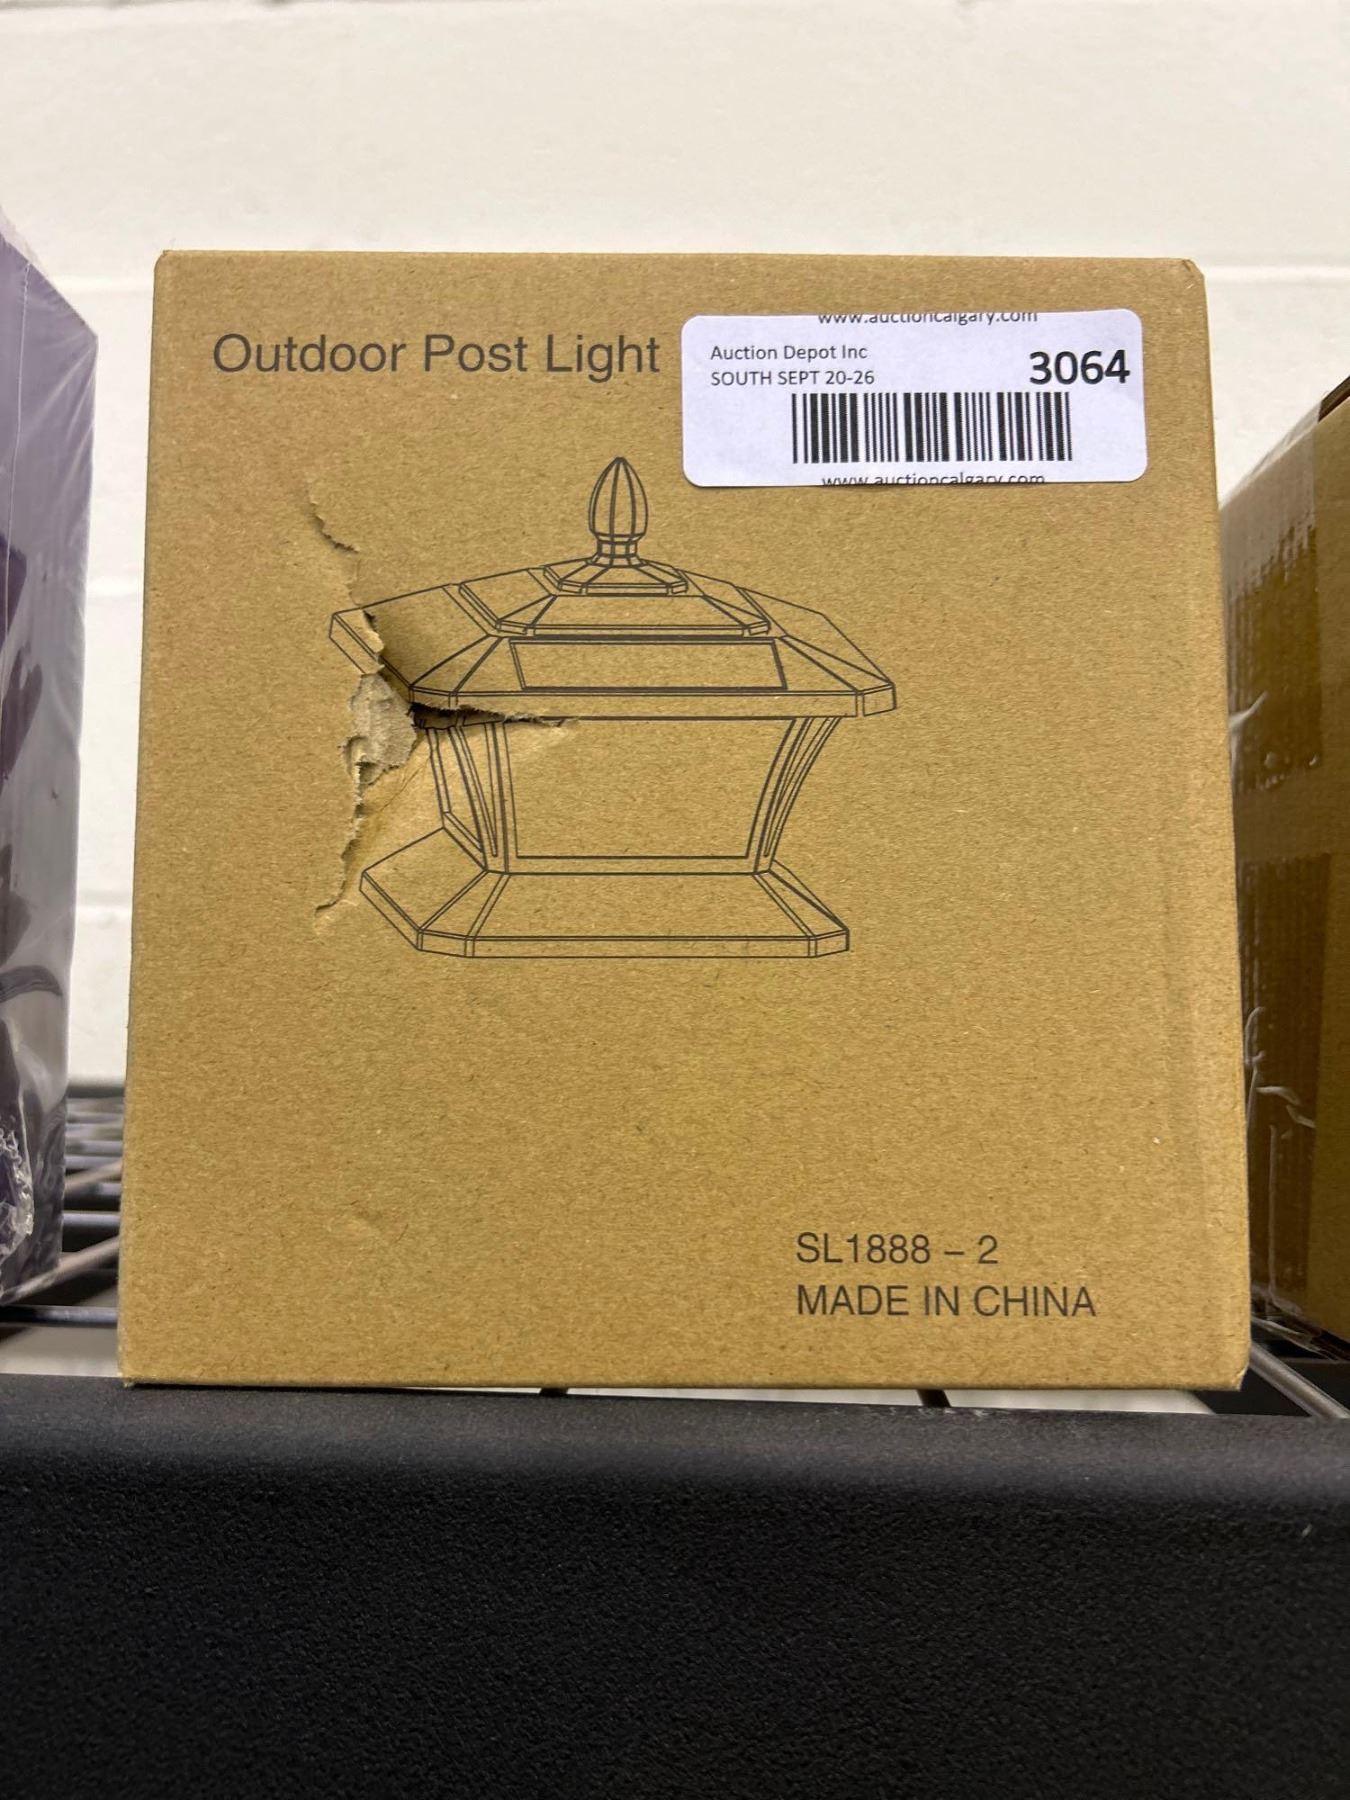 Outdoor Post Light
www.auctioncalgary.com
Auction Depot Inc
3064
SOUTH SEPT 20-26
www.auctioncalgary.com
SL1888 – 2
MADE IN CHINA